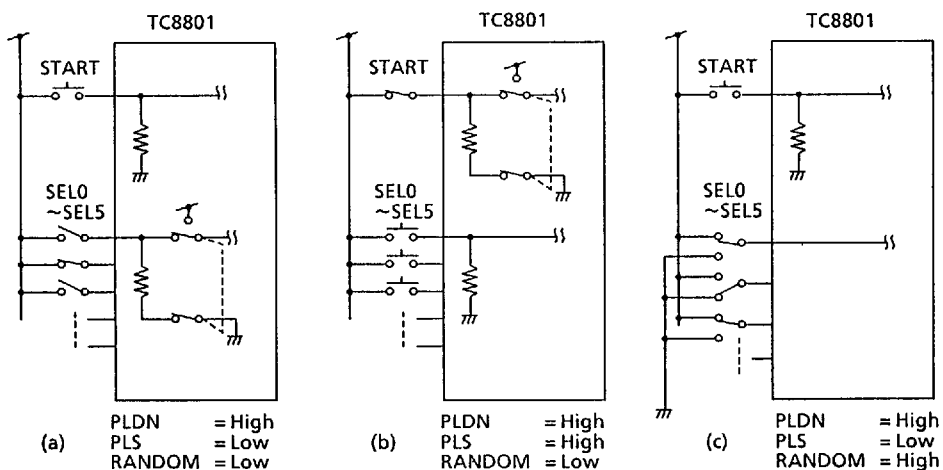 TC8801
START
SEL0
~SEL5
PLDN = High
(a) PLS = Low
RANDOM = Low
TC8801
START
SEL0
~SEL5
PLDN = High
(b) PLS = High
RANDOM = Low
TC8801
START
SEL0
~SEL5
PLDN = High
(c) PLS = Low
RANDOM = High